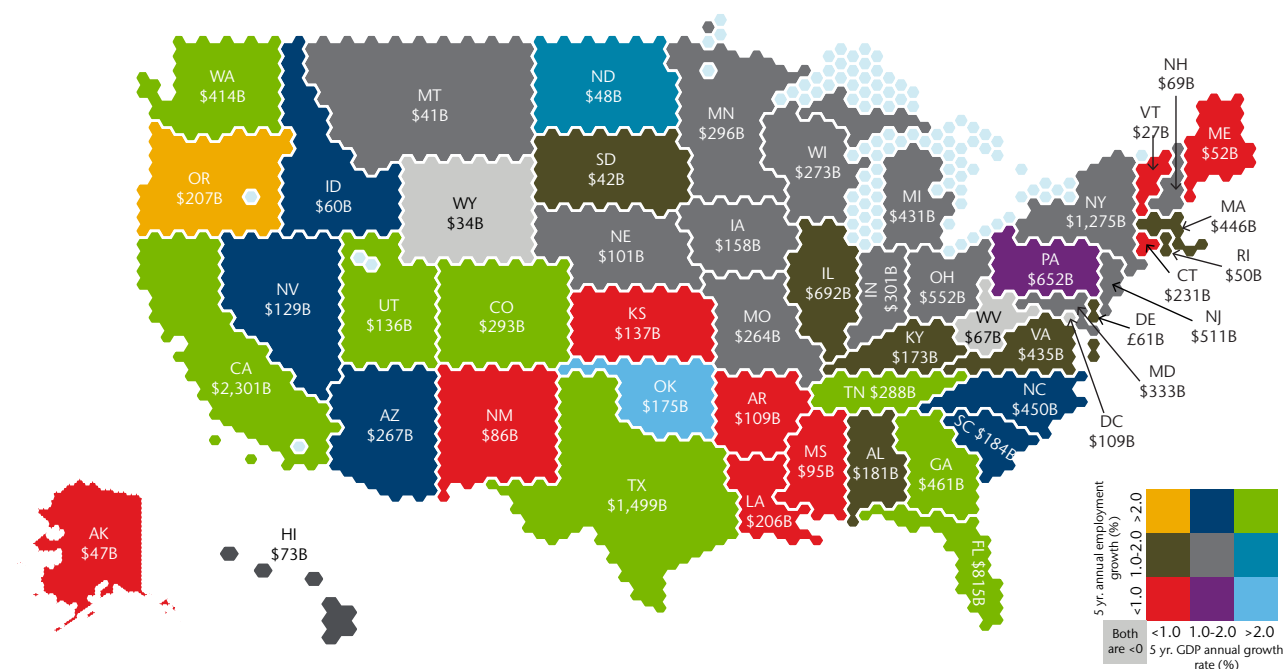 WA
$414B
MT
$41B
ND
$48B
MN
$296B
NH
$69B
VT
$27B
ME
$52B
OR
$207B
ID
$60B
SD
$42B
WI
$273B
MI
$431B
NY
$1,275B
MA
$446B
RI
$50B
WY
$34B
NE
$101B
IA
$158B
PA
$652B
CT
$231B
NV
$129B
UT
$136B
CO
$293B
KS
$137B
MO
$264B
IL
$692B
IN
$301B
OH
$552B
WV
$67B
NJ
$511B
DE
£61B
MD
$333B
DC
$109B
KY
$173B
VA
$435B
CA
$2,301B
AZ
$267B
NM
$86B
OK
$175B
AR
$109B
TN $288B
NC
$450B
SC $184B
TX
$1,499B
LA
$206B
MS
$95B
AL
$181B
GA
$461B
FL $815B
AK
$47B
HI
$73B
5 yr. annual employment
growth (%)
>2.0
1.0-2.0
<1.0
Both
are <0
<1.0 1.0-2.0 >2.0
5 yr. GDP annual growth
rate (%)